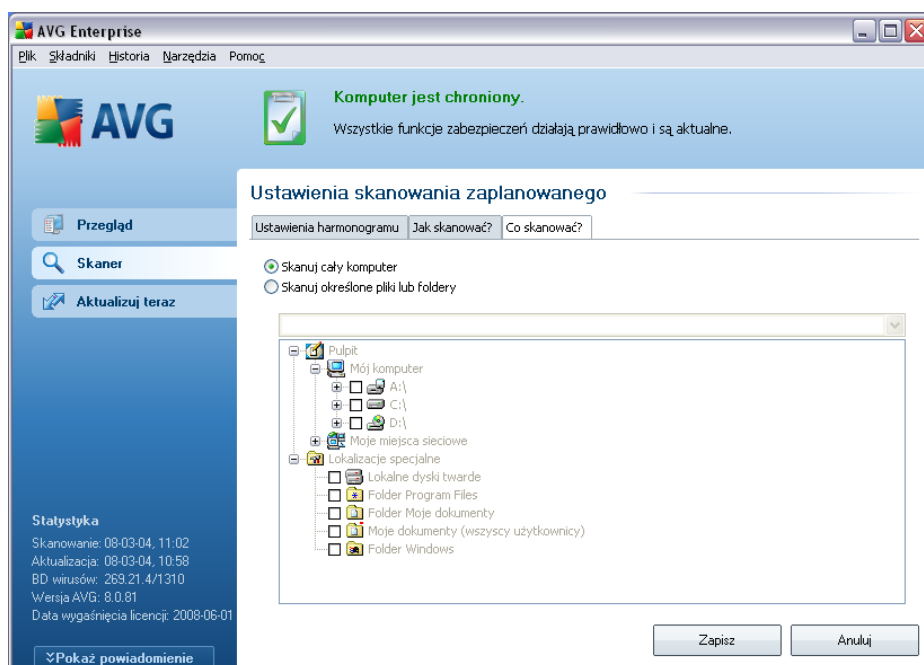 AVG Enterprise
Plik Składniki Historia Narzędzia Pomoc
AVG
Komputer jest chroniony.
Wszystkie funkcje zabezpieczeń działają prawidłowo i są aktualne.
Ustawienia skanowania zaplanowanego
Przegląd
Skaner
Aktualizuj teraz
Ustawienia harmonogramu Jak skanować? Co skanować?
Skanuj cały komputer
Skanuj określone pliki lub foldery
Pulpit
Mój komputer
A:\
C:\
D:\
Moje miejsca sieciowe
Lokalizacje specjalne
Lokalne dyski twarde
Folder Program Files
Folder Moje dokumenty
Moje dokumenty (wszyscy użytkownicy)
Folder Windows
Statystyka
Skanowanie: 08-03-04, 11:02
Aktualizacja: 08-03-04, 10:58
BD wirusów: 269.21.4/1310
Wersja AVG: 8.0.81
Data wygaśnięcia licencji: 2008-06-01
Pokaż powiadomienie
Zapisz Anuluj